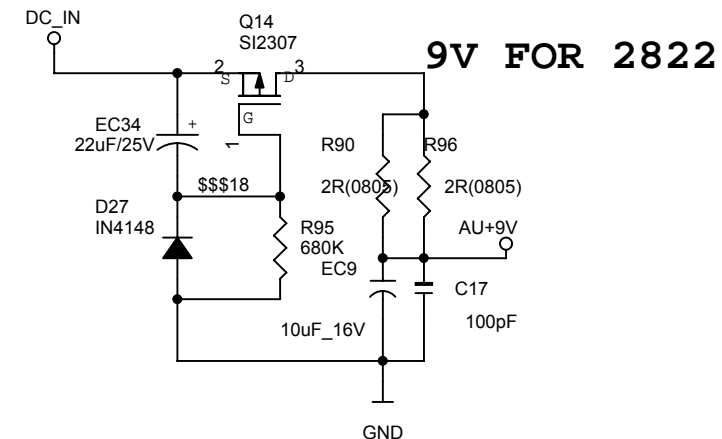 DC_IN
Q14
SI2307
9V FOR 2822
2
S
D
3
G
1
EC34
22uF/25V
+
$$$18
D27
IN4148
R95
680K
R90
2R(0805)
R96
2R(0805)
AU+9V
EC9
10uF_16V
C17
100pF
GND